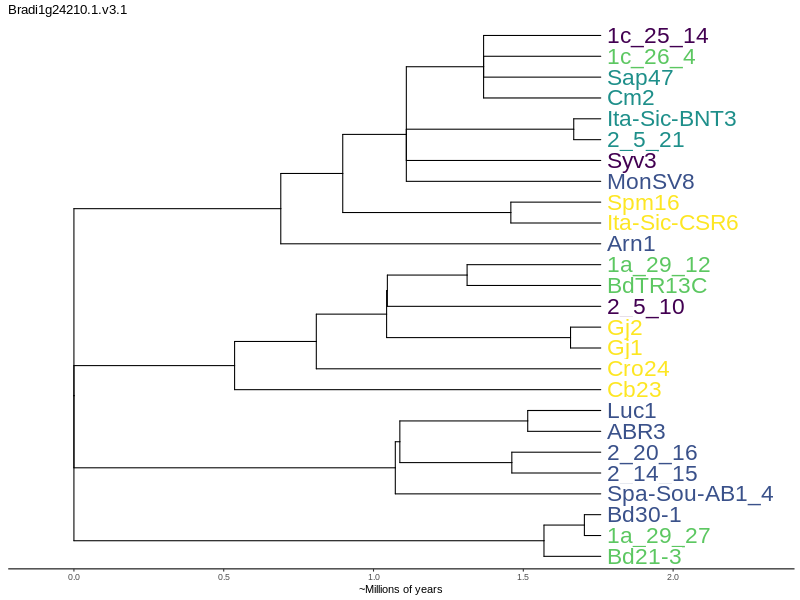 Bradi1g24210.1.v3.1
1c_25_14
1c_26_4
Sap47
Cm2
Ita-Sic-BNT3
2_5_21
Syv3
MonSV8
Spm16
Ita-Sic-CSR6
Arn1
1a_29_12
BdTR13C
2_5_10
Gj2
Gj1
Cro24
Cb23
Luc1
ABR3
2_20_16
2_14_15
Spa-Sou-AB1_4
Bd30-1
1a_29_27
Bd21-3
0.0 0.5 1.0 1.5 2.0
~Millions of years